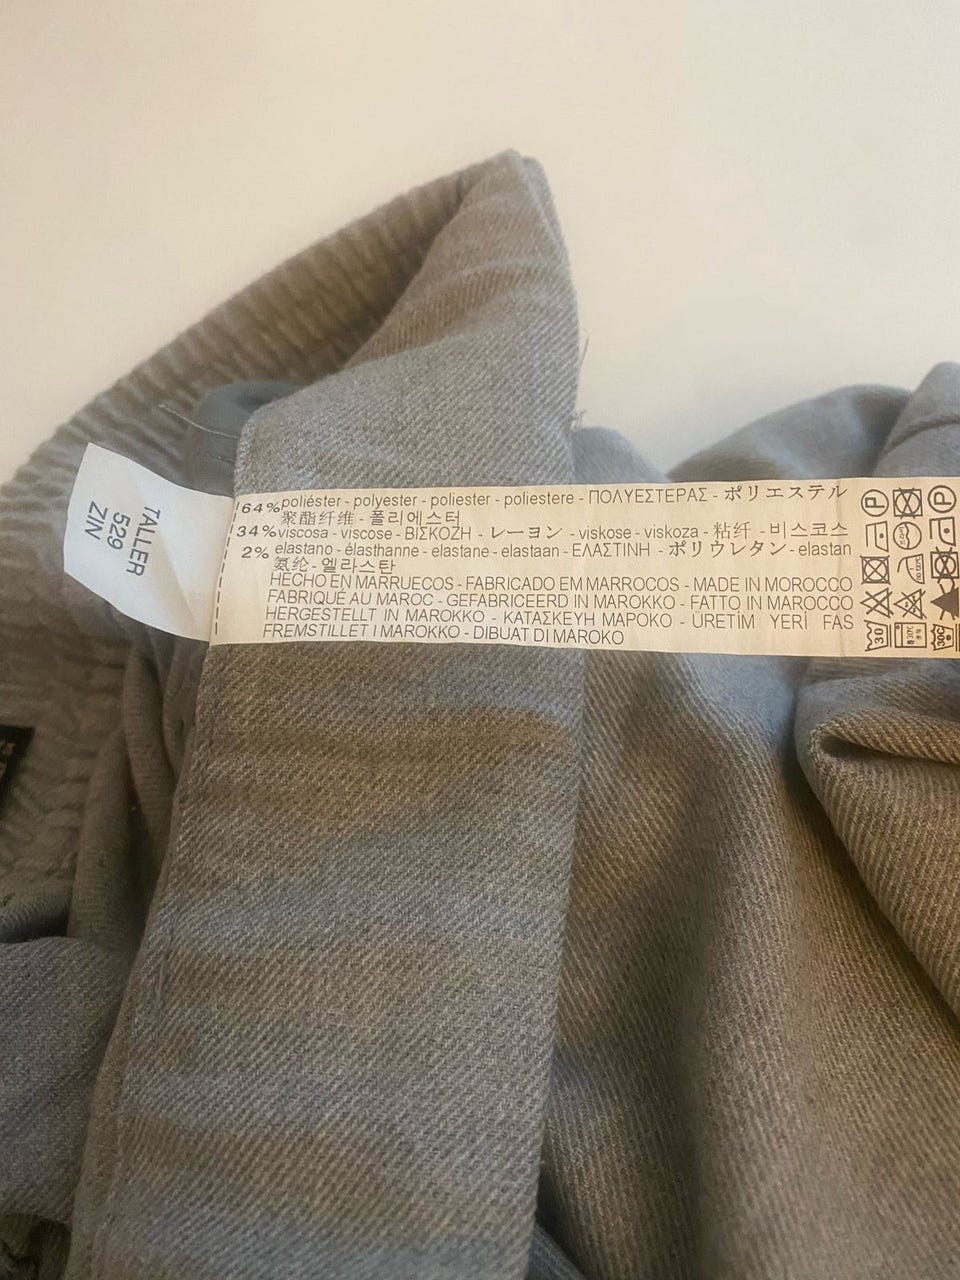 TALLER
529
ZIN
64% poliéster - polyester - poliester - poliestere - ΠΟΛΥΕΣΤΕΡΑΣ - ポリエステル
聚酯纤维 - 폴리에스터
34% viscosa - viscose - ΒΙΣΚΟΖΗ - レーヨン - viskose - viskoza - 粘纤 - 비스코스
2% elastano - élasthanne - elastane - elastaan - ΕΛΑΣΤΙΝΗ - ポリウレタン - elastan
氨纶 - 엘라스탄
HECHO EN MARRUECOS - FABRICADO EM MARROCOS - MADE IN MOROCCO
FABRIQUÉ AU MAROC - GEFABRICEERD IN MAROKKO - FATTO IN MAROCCO
HERGESTELLT IN MAROKKO - ΚΑΤΑΣΚΕΥΗ ΜΑΡΟΚΟ - ÜRETİM YERİ FAS
FREMSTILLET I MAROKKO - DIBUAT DI MAROKO
P P
30 30C